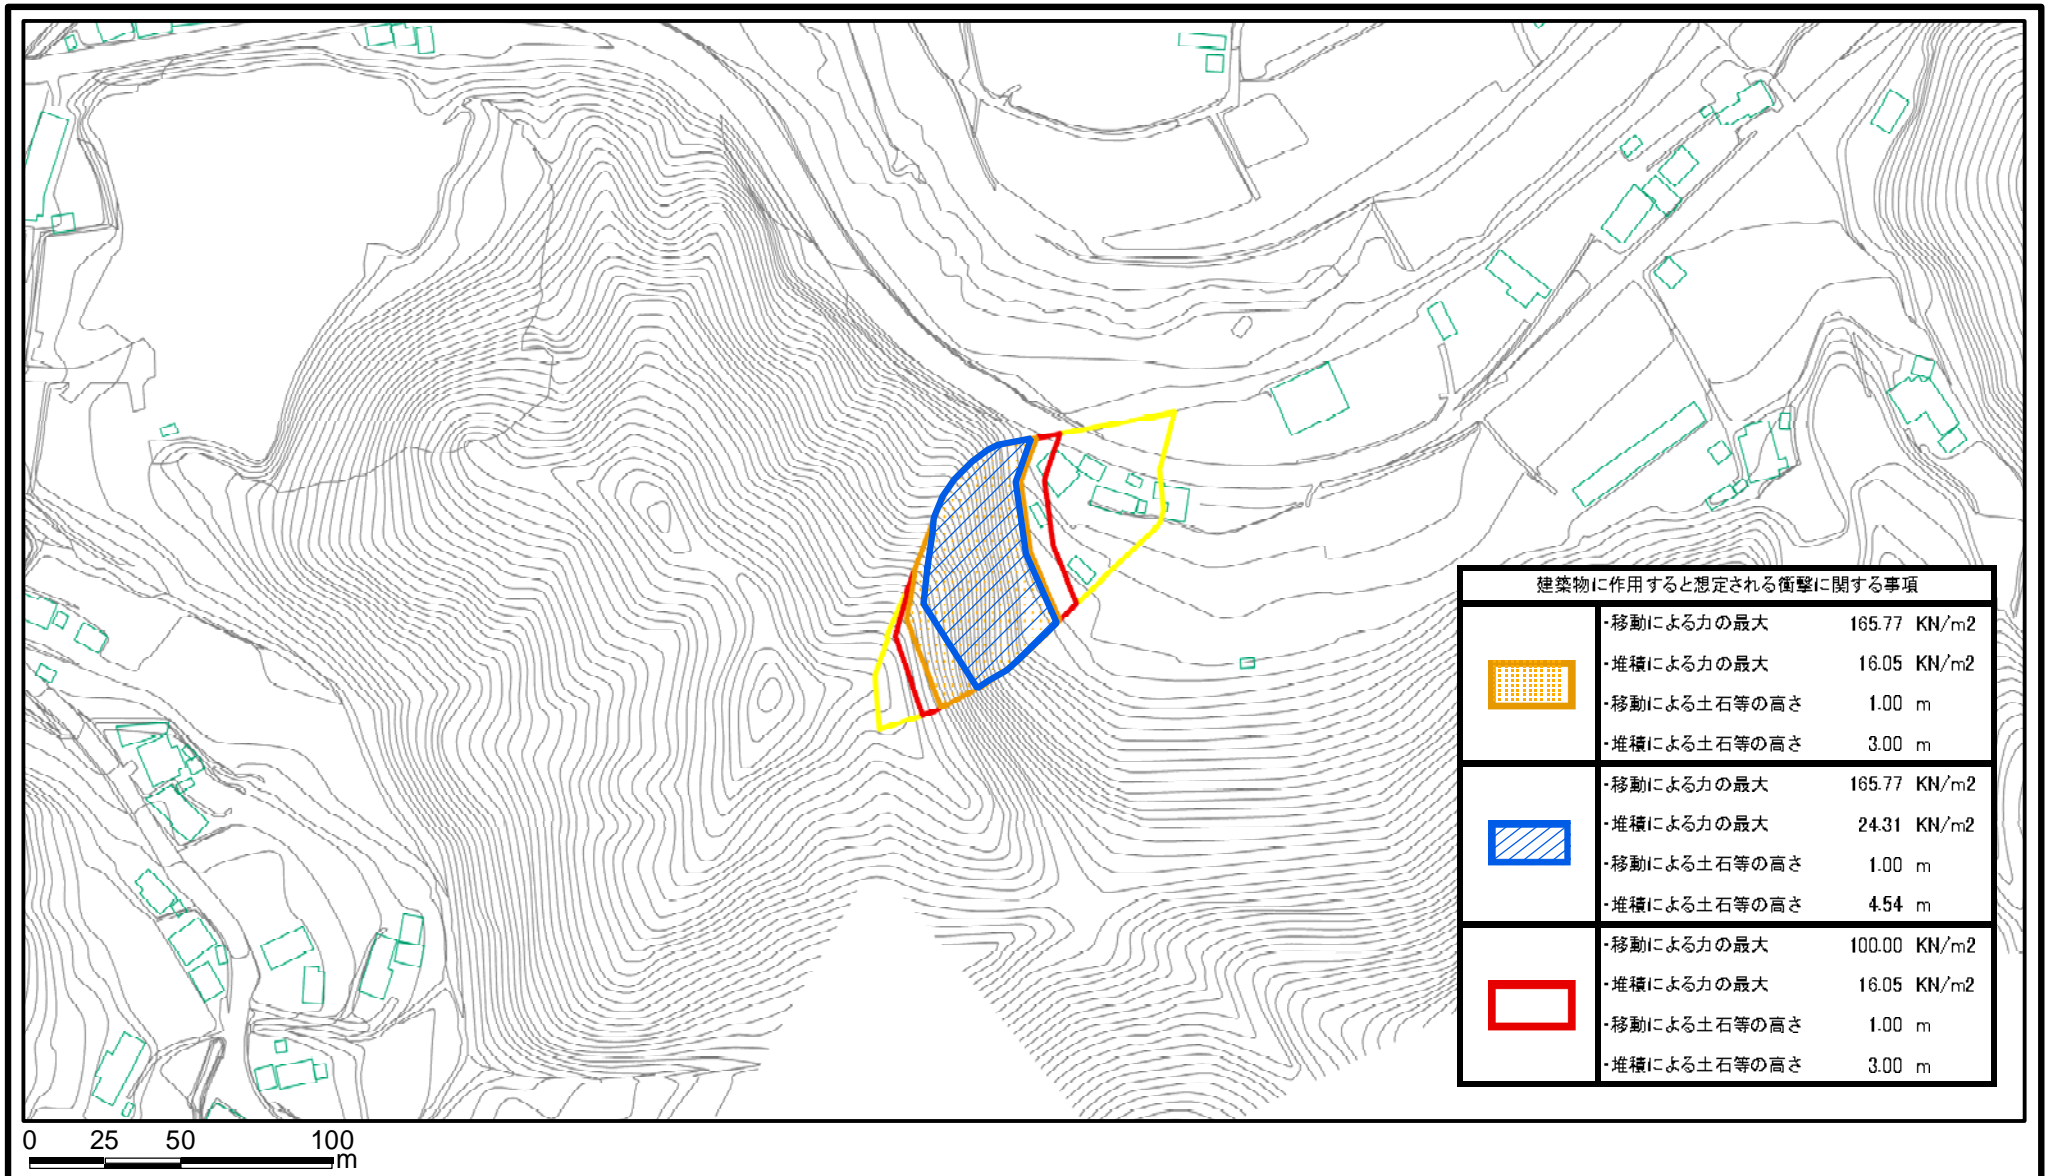 建築物に作用すると想定される衝撃に関する事項
・移動による力の最大 165.77 KN/m2
・堆積による力の最大 16.05 KN/m2
・移動による土石等の高さ 1.00 m
・堆積による土石等の高さ 3.00 m
・移動による力の最大 165.77 KN/m2
・堆積による力の最大 24.31 KN/m2
・移動による土石等の高さ 1.00 m
・堆積による土石等の高さ 4.54 m
・移動による力の最大 100.00 KN/m2
・堆積による力の最大 16.05 KN/m2
・移動による土石等の高さ 1.00 m
・堆積による土石等の高さ 3.00 m
0 25 50 100
m